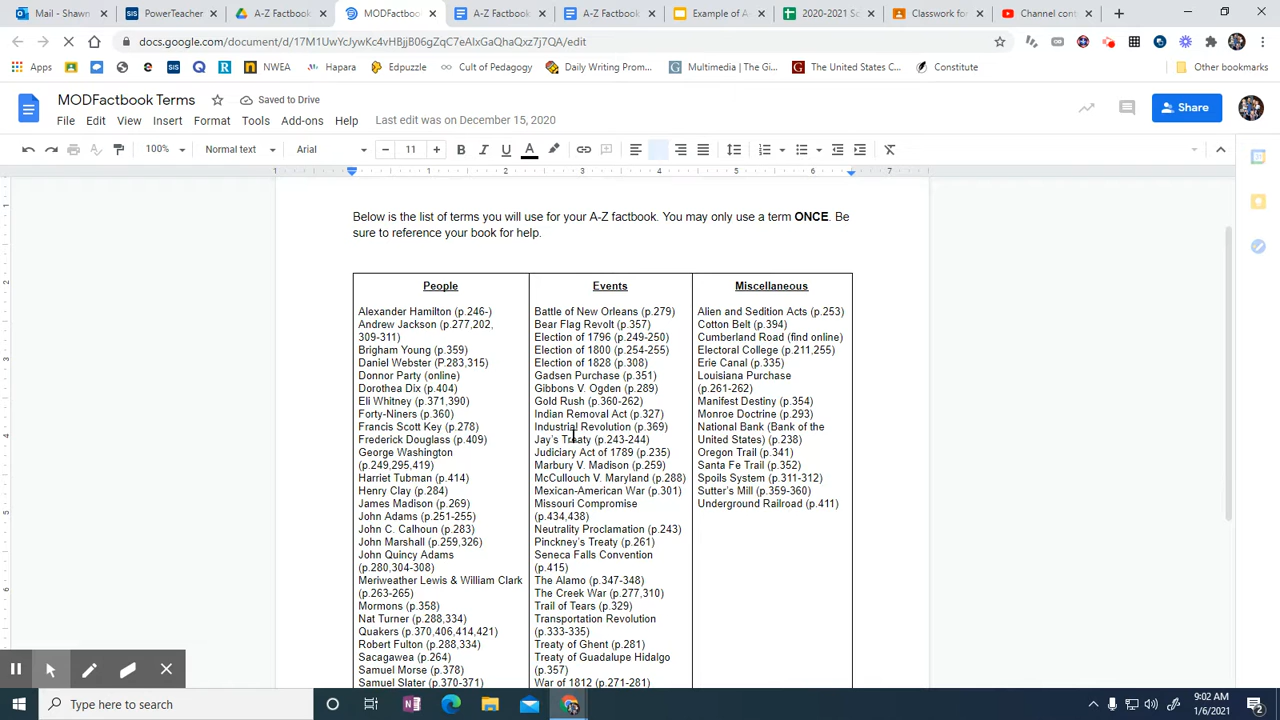 Mail - Shawn
PowerTeacher
A-Z Factbook
MODFactbook
A-Z Factbook
A-Z Factbook
Example of A
2020-2021 Sc
Classwork for
Channel cont
docs.google.com/document/d/17M1UwYcJywKc4vHBjjB06gZqC7eAIxGaQhaQxz7j7QA/edit
Apps
SIS
NWEA
Hapara
Edpuzzle
Cult of Pedagogy
Daily Writing Prom...
Multimedia | The Gi...
The United States C...
Constitute
Other bookmarks
MODFactbook Terms
Saved to Drive
Share
File Edit View Insert Format Tools Add-ons Help
Last edit was on December 15, 2020
100%
Normal text
Arial
11
Below is the list of terms you will use for your A-Z factbook. You may only use a term ONCE. Be
sure to reference your book for help.
People
Alexander Hamilton (p.246-)
Andrew Jackson (p.277,202,
309-311)
Brigham Young (p.359)
Daniel Webster (P.283,315)
Donnor Party (online)
Dorothea Dix (p.404)
Eli Whitney (p.371,390)
Forty-Niners (p.360)
Francis Scott Key (p.278)
Frederick Douglass (p.409)
George Washington
(p.249,295,419)
Harriet Tubman (p.414)
Henry Clay (p.284)
James Madison (p.269)
John Adams (p.251-255)
John C. Calhoun (p.283)
John Marshall (p.259,326)
John Quincy Adams
(p.280,304-308)
Meriweather Lewis & William Clark
(p.263-265)
Mormons (p.358)
Nat Turner (p.288,334)
Quakers (p.370,406,414,421)
Robert Fulton (p.288,334)
Sacagawea (p.264)
Samuel Morse (p.378)
Samuel Slater (p.370-371)
Events
Battle of New Orleans (p.279)
Bear Flag Revolt (p.357)
Election of 1796 (p.249-250)
Election of 1800 (p.254-255)
Election of 1828 (p.308)
Gadsen Purchase (p.351)
Gibbons V. Ogden (p.289)
Gold Rush (p.360-262)
Indian Removal Act (p.327)
Industrial Revolution (p.369)
Jay's Treaty (p.243-244)
Judiciary Act of 1789 (p.235)
Marbury V. Madison (p.259)
McCullouch V. Maryland (p.288)
Mexican-American War (p.301)
Missouri Compromise
(p.434,438)
Neutrality Proclamation (p.243)
Pinckney's Treaty (p.261)
Seneca Falls Convention
(p.415)
The Alamo (p.347-348)
The Creek War (p.277,310)
Trail of Tears (p.329)
Transportation Revolution
(p.333-335)
Treaty of Ghent (p.281)
Treaty of Guadalupe Hidalgo
(p.357)
War of 1812 (p.271-281)
Miscellaneous
Alien and Sedition Acts (p.253)
Cotton Belt (p.394)
Cumberland Road (find online)
Electoral College (p.211,255)
Erie Canal (p.335)
Louisiana Purchase
(p.261-262)
Manifest Destiny (p.354)
Monroe Doctrine (p.293)
National Bank (Bank of the
United States) (p.238)
Oregon Trail (p.341)
Santa Fe Trail (p.352)
Spoils System (p.311-312)
Sutter's Mill (p.359-360)
Underground Railroad (p.411)
Type here to search
9:02 AM
1/6/2021